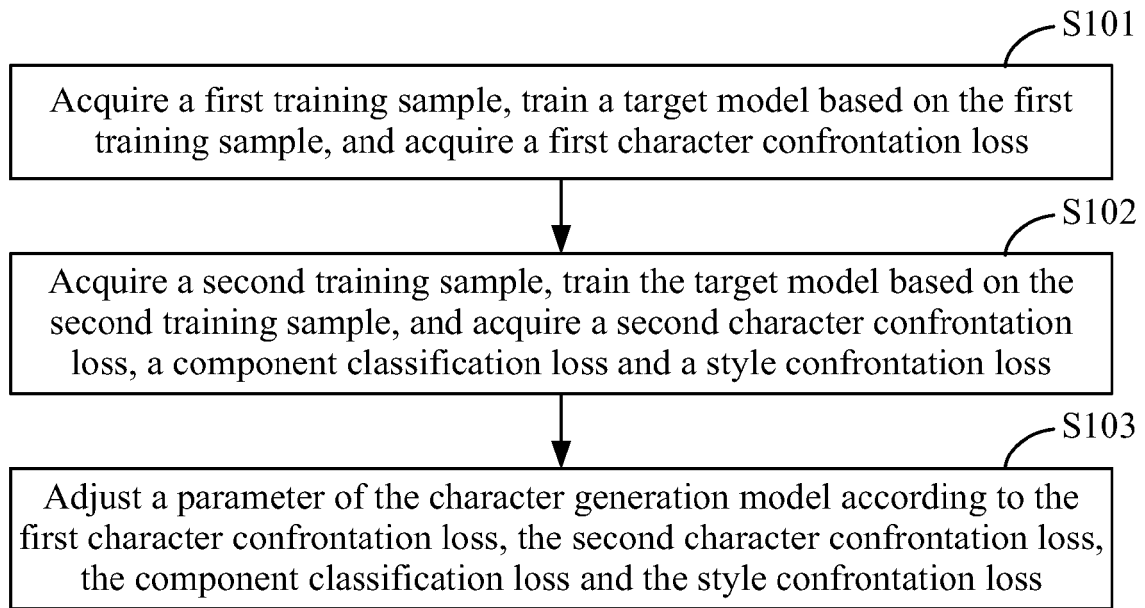 S101
Acquire a first training sample, train a target model based on the first
training sample, and acquire a first character confrontation loss
S102
Acquire a second training sample, train the target model based on the
second training sample, and acquire a second character confrontation
loss, a component classification loss and a style confrontation loss
S103
Adjust a parameter of the character generation model according to the
first character confrontation loss, the second character confrontation loss,
the component classification loss and the style confrontation loss